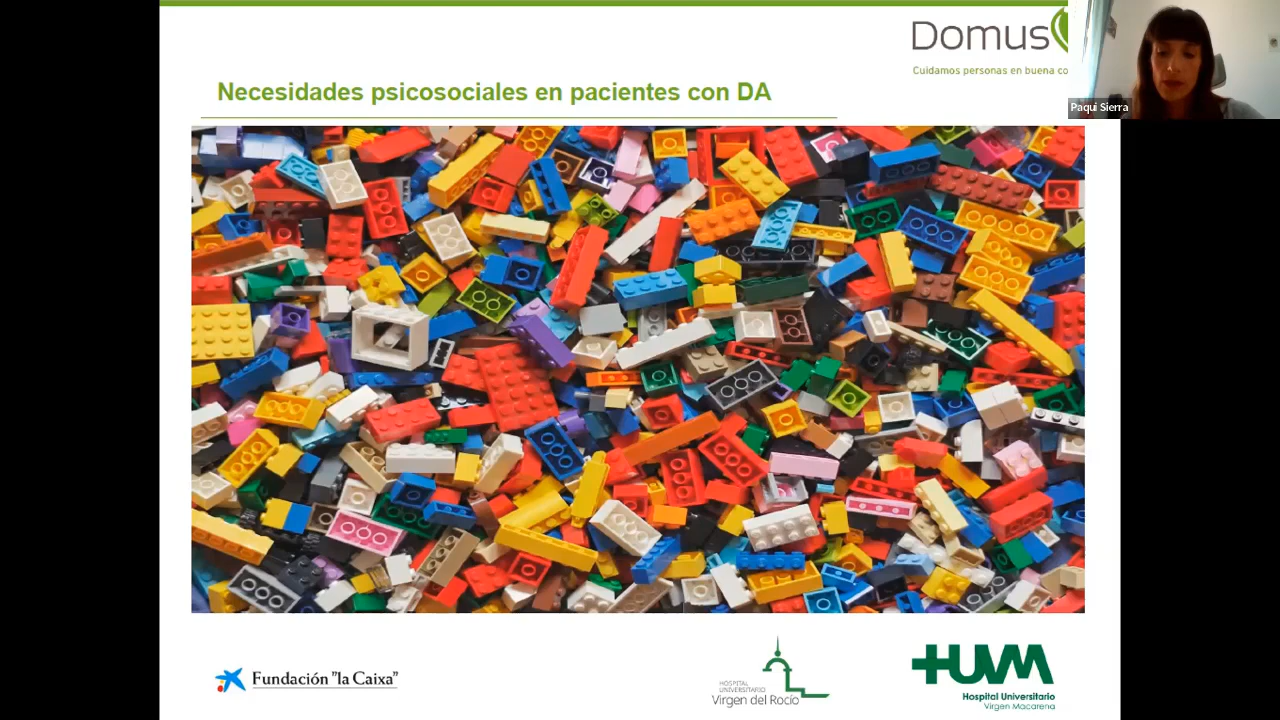 Domus
Cuidamos personas en buena co
Paqui Sierra
Necesidades psicosociales en pacientes con DA
Fundación "la Caixa"
HOSPITAL
UNIVERSITARIO
Virgen del Rocío
HUVM
Hospital Universitario
Virgen Macarena